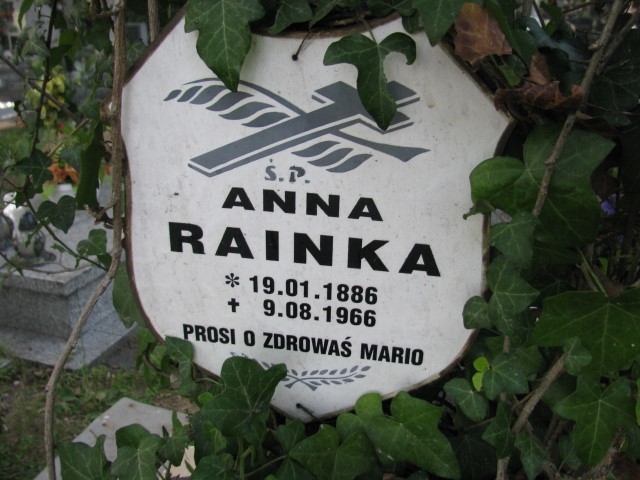 Ś.P.
ANNA
RAINKA
* 19.01.1886
✝ 9.08.1966
PROSI O ZDROWAŚ MARIO